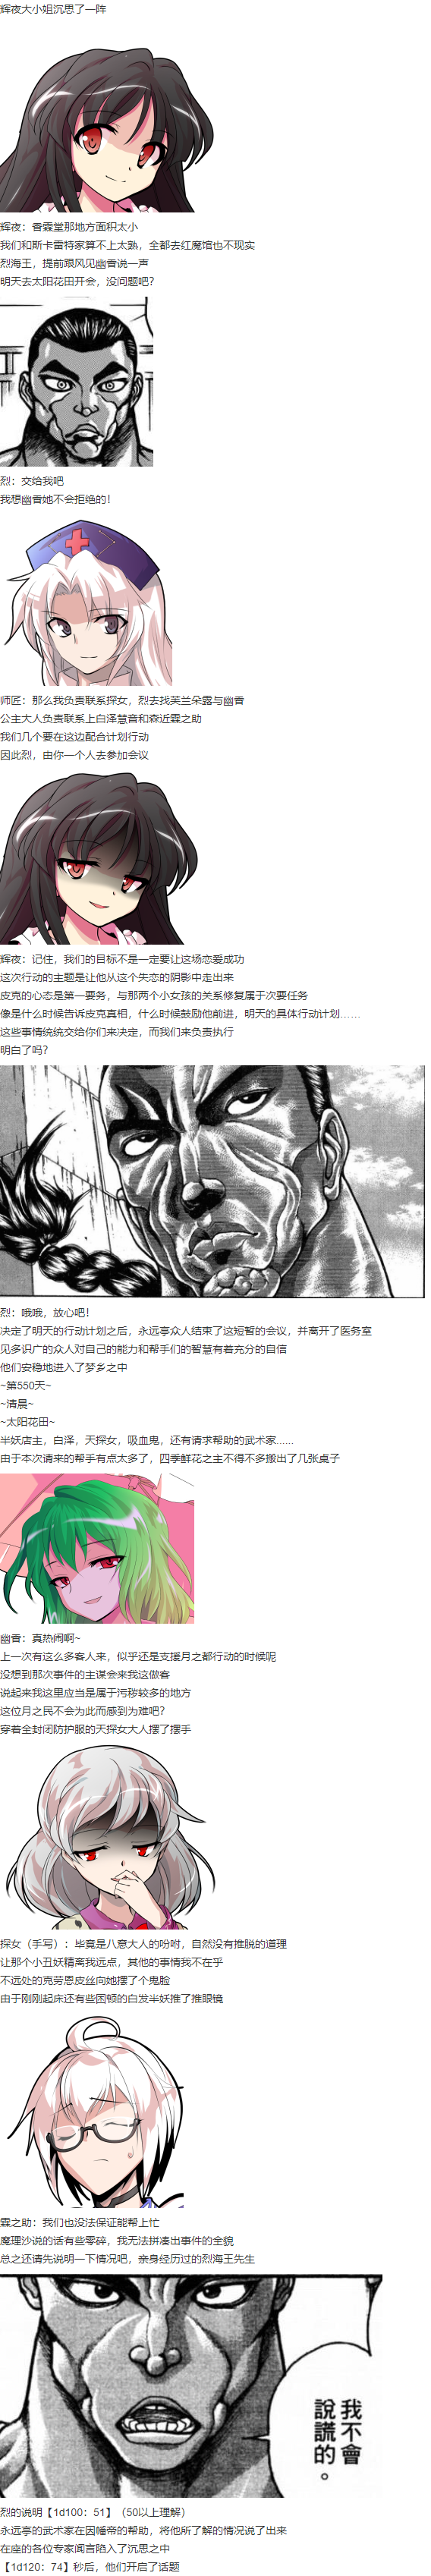 辉夜大小姐沉思了一阵
辉夜：香霖堂那地方面积太小
我们和斯卡雷特家算不上太熟，全都去红魔馆也不现实
烈海王，提前跟风见幽香说一声
明天去太阳花田开会，没问题吧？
烈：交给我吧
我想幽香她不会拒绝的！
师匠：那么我负责联系探女，烈去找芙兰朵露与幽香
公主大人负责联系上白泽慧音和森近霖之助
我们几个要在这边配合计划行动
因此烈，由你一个人去参加会议
辉夜：记住，我们的目标不是一定要让这场恋爱成功
这次行动的主题是让他从这个失恋的阴影中走出来
皮克的心态是第一要务，与那两个小女孩的关系修复属于次要任务
像是什么时候告诉皮克真相，什么时候鼓励他前进，明天的具体行动计划……
这些事情统统交给你们来决定，而我们来负责执行
明白了吗？
烈：哦哦，放心吧！
决定了明天的行动计划之后，永远亭众人结束了这短暂的会议，并离开了医务室
见多识广的众人对自己的能力和帮手们的智慧有着充分的自信
他们安稳地进入了梦乡之中
~第550天~
~清晨~
~太阳花田~
半妖店主，白泽，天探女，吸血鬼，还有请求帮助的武术家……
由于本次请来的帮手有点太多了，四季鲜花之主不得不多搬出了几张桌子
幽香：真热闹啊~
上一次有这么多客人来，似乎还是支援月之都行动的时候呢
没想到那次事件的主谋会来我这做客
说起来我这里应当是属于污秽较多的地方
这位月之民不会为此而感到为难吧？
穿着全封闭防护服的天探女大人摆了摆手
探女（手写）：毕竟是八意大人的吩咐，自然没有推脱的道理
让那个小丑妖精离我远点，其他的事情我不在乎
不远处的克劳恩皮丝向她摆了个鬼脸
由于刚刚起床还有些困顿的白发半妖推了推眼镜
霖之助：我们也没法保证能帮上忙
魔理沙说的话有些零碎，我无法拼凑出事件的全貌
总之还请先说明一下情况吧，亲身经历过的烈海王先生
我不會
說謊的。
烈的说明【1d100：51】（50以上理解）
永远亭的武术家在因幡帝的帮助，将他所了解的情况说了出来
在座的各位专家闻言陷入了沉思之中
【1d120：74】秒后，他们开启了话题